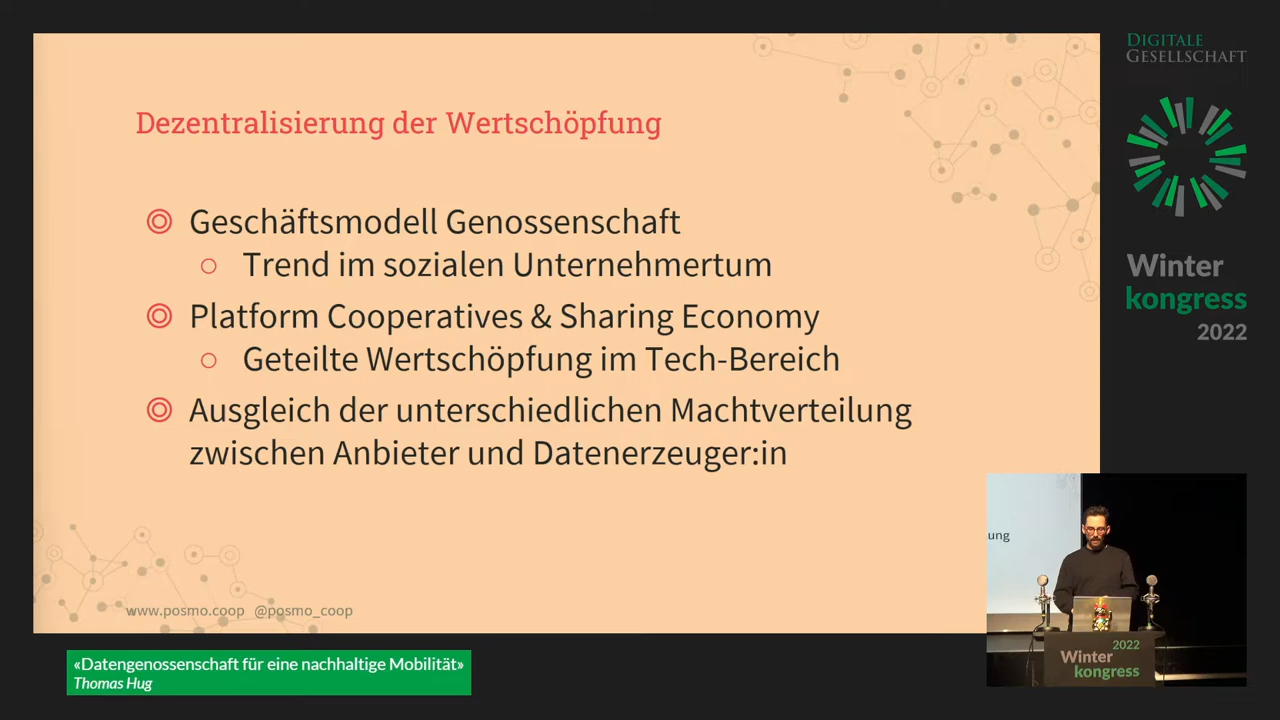 Dezentralisierung der Wertschöpfung
Geschäftsmodell Genossenschaft
Trend im sozialen Unternehmertum
Platform Cooperatives & Sharing Economy
Geteilte Wertschöpfung im Tech-Bereich
Ausgleich der unterschiedlichen Machtverteilung
zwischen Anbieter und Datenerzeuger:in
www.posmo.coop @posmo_coop
DIGITALE
GESELLSCHAFT
Winter
kongress
2022
ung
2022
Winter
kongress
«Datengenossenschaft für eine nachhaltige Mobilität»
Thomas Hug